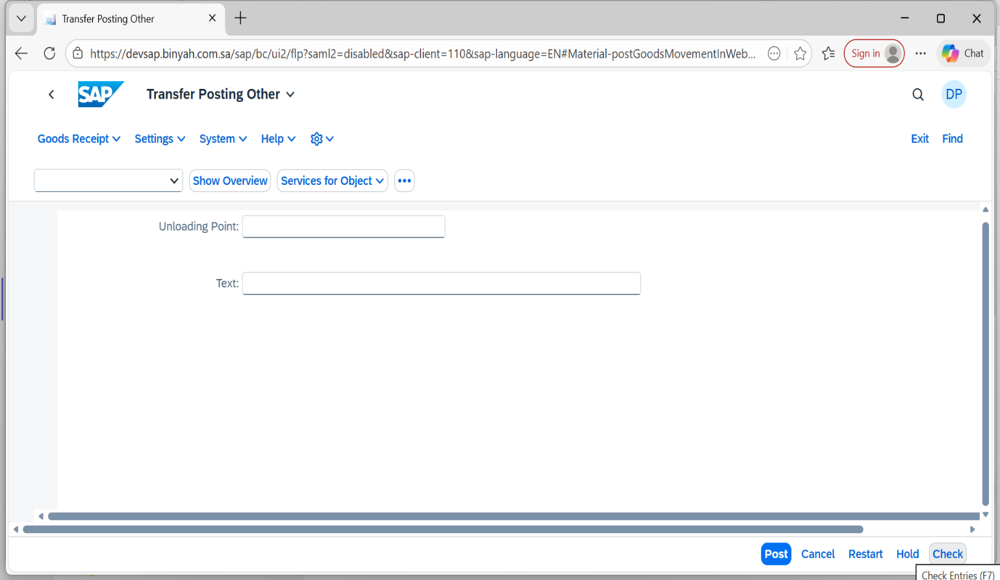 Transfer Posting Other
https://devsap.binyah.com.sa/sap/bc/ui2/flp?saml2=disabled&sap-client=110&sap-language=EN#Material-postGoodsMovementInWeb...
Sign in
Chat
SAP
Transfer Posting Other
DP
Goods Receipt
Settings
System
Help
Exit
Find
Show Overview
Services for Object
Unloading Point:
Text:
Post
Cancel
Restart
Hold
Check
Check Entries (F7)